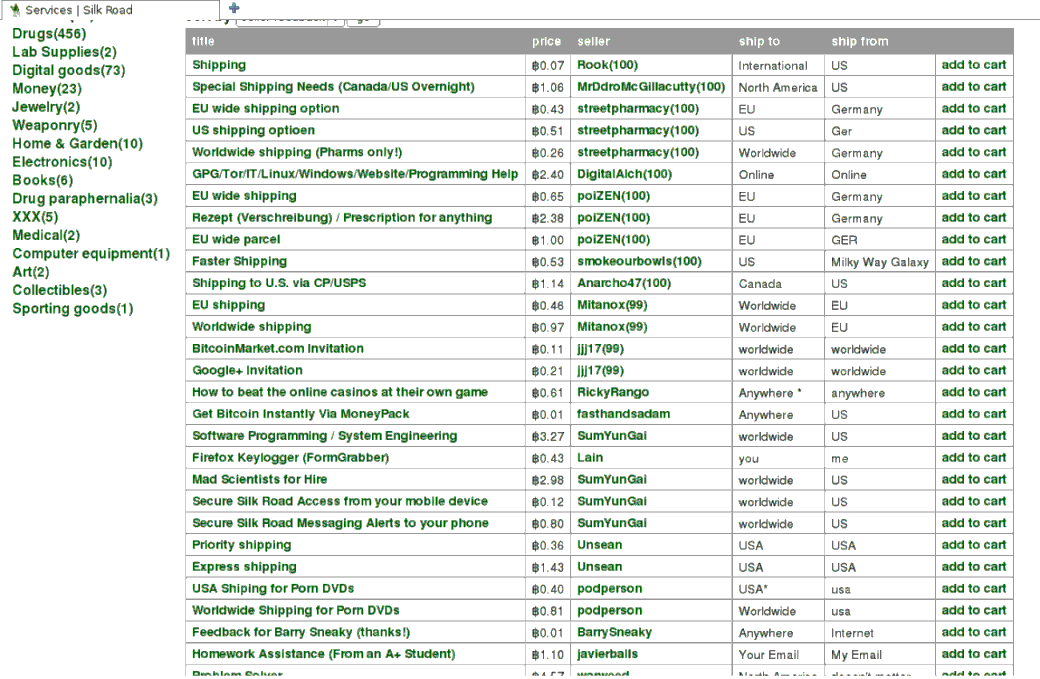 Services | Silk Road
Drugs(456)
Lab Supplies(2)
Digital goods(73)
Money(23)
Jewelry(2)
Weaponry(5)
Home & Garden(10)
Electronics(10)
Books(6)
Drug paraphernalia(3)
XXX(5)
Medical(2)
Computer equipment(1)
Art(2)
Collectibles(3)
Sporting goods(1)
title price seller ship to ship from
Shipping ฿0.07 Rook(100) International US add to cart
Special Shipping Needs (Canada/US Overnight) ฿1.06 MrDdroMcGillacutty(100) North America US add to cart
EU wide shipping option ฿0.43 streetpharmacy(100) EU Germany add to cart
US shipping optioen ฿0.51 streetpharmacy(100) US Ger add to cart
Worldwide shipping (Pharms only!) ฿0.26 streetpharmacy(100) Worldwide Germany add to cart
GPG/Tor/IT/Linux/Windows/Website/Programming Help ฿2.40 DigitalAlch(100) Online Online add to cart
EU wide shipping ฿0.65 poiZEN(100) EU Germany add to cart
Rezept (Verschreibung) / Prescription for anything ฿2.38 poiZEN(100) EU Germany add to cart
EU wide parcel ฿1.00 poiZEN(100) EU GER add to cart
Faster Shipping ฿0.53 smokeourbowls(100) US Milky Way Galaxy add to cart
Shipping to U.S. via CP/USPS ฿1.14 Anarcho47(100) Canada US add to cart
EU shipping ฿0.46 Mitanox(99) Worldwide EU add to cart
Worldwide shipping ฿0.97 Mitanox(99) Worldwide EU add to cart
BitcoinMarket.com Invitation ฿0.11 jjj17(99) worldwide worldwide add to cart
Google+ Invitation ฿0.21 jjj17(99) worldwide worldwide add to cart
How to beat the online casinos at their own game ฿0.61 RickyRango Anywhere * anywhere add to cart
Get Bitcoin Instantly Via MoneyPack ฿0.01 fasthandsadam Anywhere US add to cart
Software Programming / System Engineering ฿3.27 SumYunGai worldwide US add to cart
Firefox Keylogger (FormGrabber) ฿0.43 Lain you me add to cart
Mad Scientists for Hire ฿2.98 SumYunGai worldwide US add to cart
Secure Silk Road Access from your mobile device ฿0.12 SumYunGai worldwide US add to cart
Secure Silk Road Messaging Alerts to your phone ฿0.80 SumYunGai worldwide US add to cart
Priority shipping ฿0.36 Unsean USA USA add to cart
Express shipping ฿1.43 Unsean USA USA add to cart
USA Shiping for Porn DVDs ฿0.40 podperson USA* usa add to cart
Worldwide Shipping for Porn DVDs ฿0.81 podperson Worldwide usa add to cart
Feedback for Barry Sneaky (thanks!) ฿0.01 BarrySneaky Anywhere Internet add to cart
Homework Assistance (From an A+ Student) ฿1.10 javierballs Your Email My Email add to cart
Problem Solver North America doesn't matter add to cart